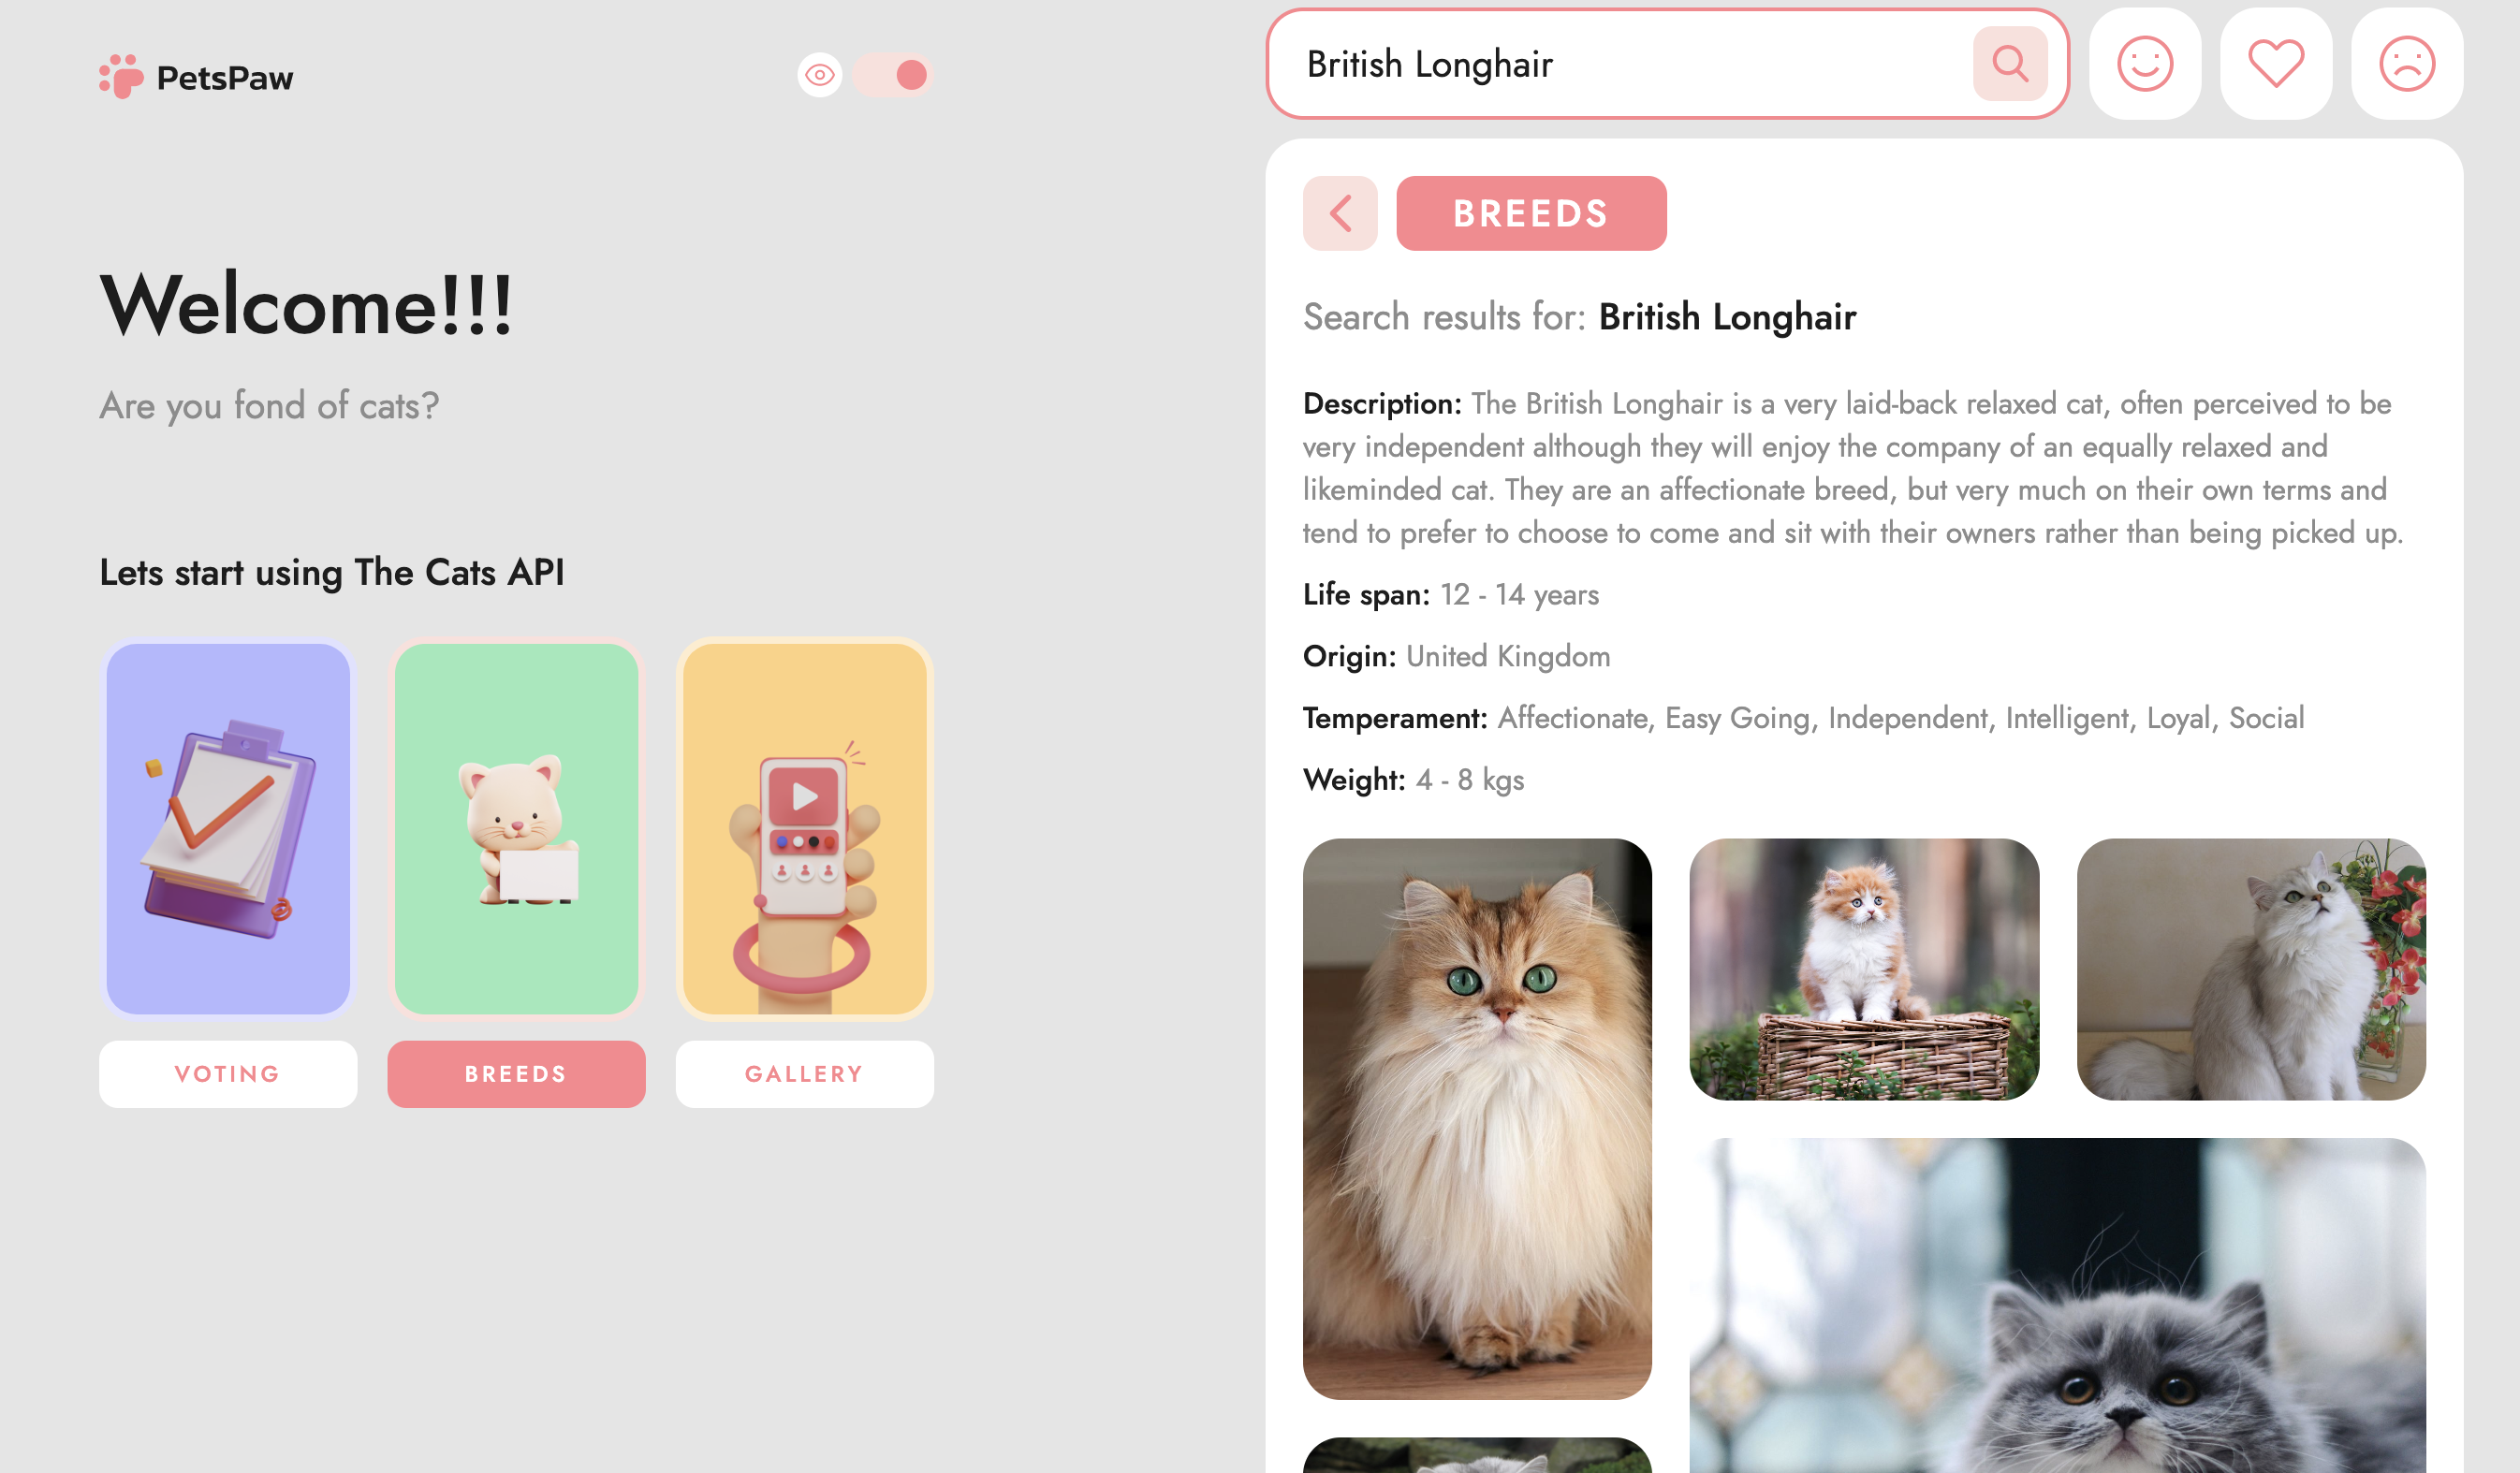 PetsPaw
Welcome!!!
Are you fond of cats?
Lets start using The Cats API
VOTING
BREEDS
GALLERY
British Longhair
BREEDS
Search results for: British Longhair
Description: The British Longhair is a very laid-back relaxed cat, often perceived to be
very independent although they will enjoy the company of an equally relaxed and
likeminded cat. They are an affectionate breed, but very much on their own terms and
tend to prefer to choose to come and sit with their owners rather than being picked up.
Life span: 12 - 14 years
Origin: United Kingdom
Temperament: Affectionate, Easy Going, Independent, Intelligent, Loyal, Social
Weight: 4 - 8 kgs